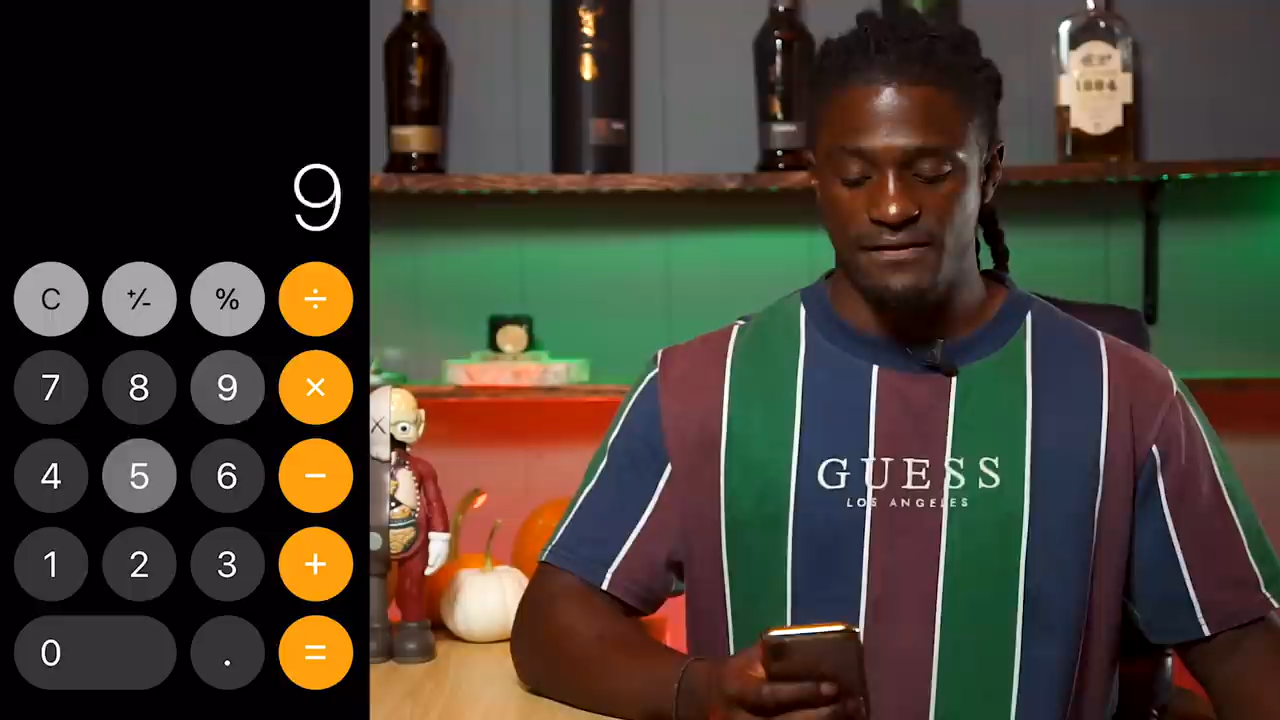 9
C ⁺/₋ % ÷
7 8 9 ×
4 5 6 −
1 2 3 +
0 . =
1884
GUESS
LOS ANGELES
X